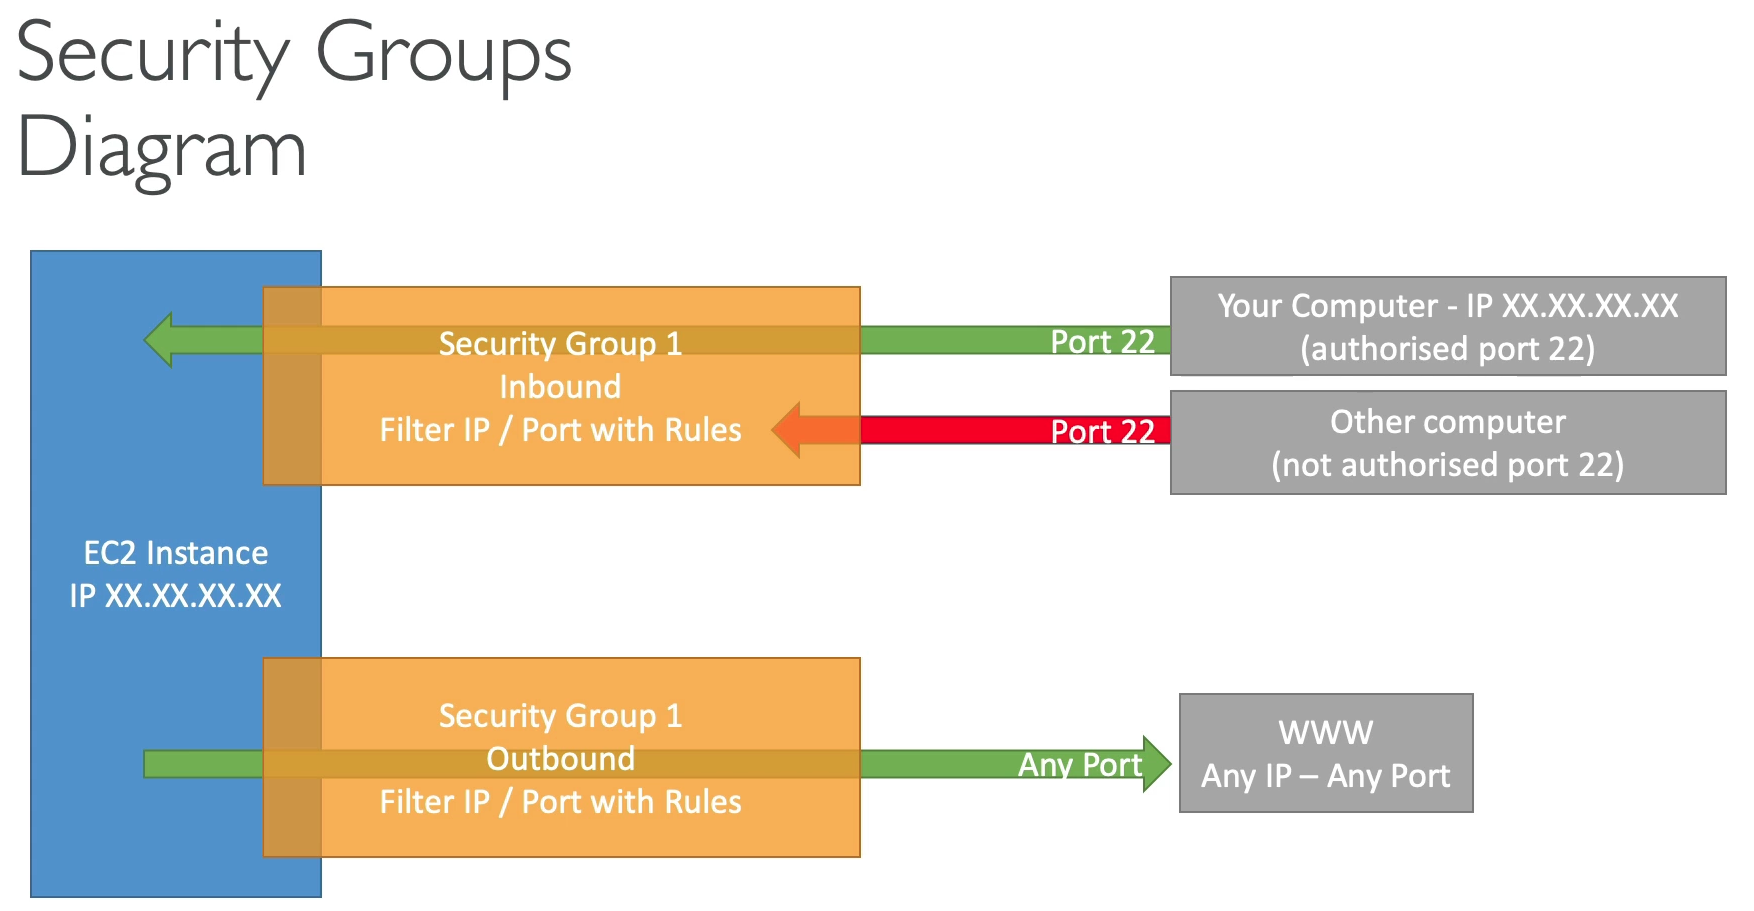 Security Groups
Diagram
Security Group 1
Inbound
Filter IP / Port with Rules
Port 22
Your Computer - IP XX.XX.XX.XX
(authorised port 22)
Port 22
Other computer
(not authorised port 22)
EC2 Instance
IP XX.XX.XX.XX
Security Group 1
Outbound
Filter IP / Port with Rules
Any Port
WWW
Any IP – Any Port